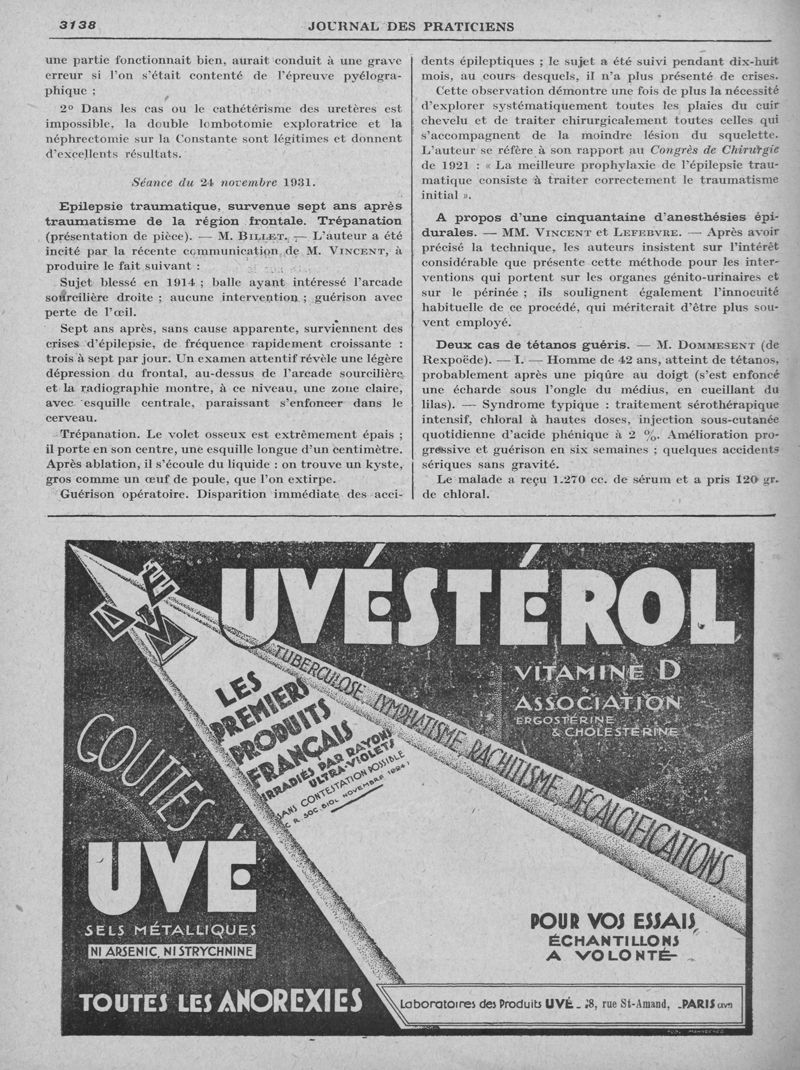 3138
JOURNAL DES PRATICIENS
une partie fonctionnait bien, aurait conduit à une grave
erreur si l'on s'était contenté de l'épreuve pyélogra-
phique ;
2° Dans les cas ou le cathétérisme des uretères est
impossible, la double lombotomie exploratrice et la
néphrectomie sur la Constante sont légitimes et donnent
d'excellents résultats.
Séance du 24 novembre 1931.
Epilepsie traumatique, survenue sept ans après
traumatisme de la région frontale. Trépanation
(présentation de pièce). — M. BILLET. — L'auteur a été
incité par la récente communication de M. VINCENT, à
produire le fait suivant :
Sujet blessé en 1914 ; balle ayant intéressé l'arcade
sourcilière droite ; aucune intervention ; guérison avec
perte de l'œil.
Sept ans après, sans cause apparente, surviennent des
crises d'épilepsie, de fréquence rapidement croissante :
trois à sept par jour. Un examen attentif révèle une légère
dépression du frontal, au-dessus de l'arcade sourcilière
et la radiographie montre, à ce niveau, une zone claire,
avec esquille centrale, paraissant s'enfoncer dans le
cerveau.
Trépanation. Le volet osseux est extrêmement épais ;
il porte en son centre, une esquille longue d'un centimètre.
Après ablation, il s'écoule du liquide : on trouve un kyste,
gros comme un œuf de poule, que l'on extirpe.
Guérison opératoire. Disparition immédiate des acci-
dents épileptiques ; le sujet a été suivi pendant dix-huit
mois, au cours desquels, il n'a plus présenté de crises.
Cette observation démontre une fois de plus la nécessité
d'explorer systématiquement toutes les plaies du cuir
chevelu et de traiter chirurgicalement toutes celles qui
s'accompagnent de la moindre lésion du squelette.
L'auteur se réfère à son rapport au Congrès de Chirurgie
de 1921 : « La meilleure prophylaxie de l'épilepsie trau-
matique consiste à traiter correctement le traumatisme
initial ».
A propos d'une cinquantaine d'anesthésies épi-
durales. — MM. VINCENT et LEFEBVRE. — Après avoir
précisé la technique, les auteurs insistent sur l'intérêt
considérable que présente cette méthode pour les inter-
ventions qui portent sur les organes génito-urinaires et
sur le périnée ; ils soulignent également l'innocuité
habituelle de ce procédé, qui mériterait d'être plus sou-
vent employé.
Deux cas de tétanos guéris. — M. DOMMESENT (de
Rexpoëde). — I. — Homme de 42 ans, atteint de tétanos,
probablement après une piqûre au doigt (s'est enfoncé
une écharde sous l'ongle du médius, en cueillant du
lilas). — Syndrome typique : traitement sérothérapique
intensif, chloral à hautes doses, injection sous-cutanée
quotidienne d'acide phénique à 2 %. Amélioration pro-
gressive et guérison en six semaines ; quelques accidents
sériques sans gravité.
Le malade a reçu 1.270 cc. de sérum et a pris 120 gr.
de chloral.
UVÉSTÉROL
VITAMINE D
ASSOCIATION
ERGOSTÉRINE
& CHOLESTÉRINE
TUBERCULOSE, LYMPHATISME, RACHITISME, DÉCALCIFICATIONS
LES
PREMIERS
PRODUITS
FRANÇAIS
IRRADIÉS PAR RAYONS
ULTRA-VIOLETS
SANS CONTESTATION POSSIBLE
C. R. SOC. BIOL NOVEMBRE 1924)
GOUTTES
UVÉ
SELS MÉTALLIQUES
NI ARSENIC, NI STRYCHNINE
TOUTES LES ANOREXIES
POUR VOS ESSAIS
ÉCHANTILLONS
A VOLONTÉ
Laboratoires des Produits UVÉ _ 8, rue St-Amand, _PARIS (XV)